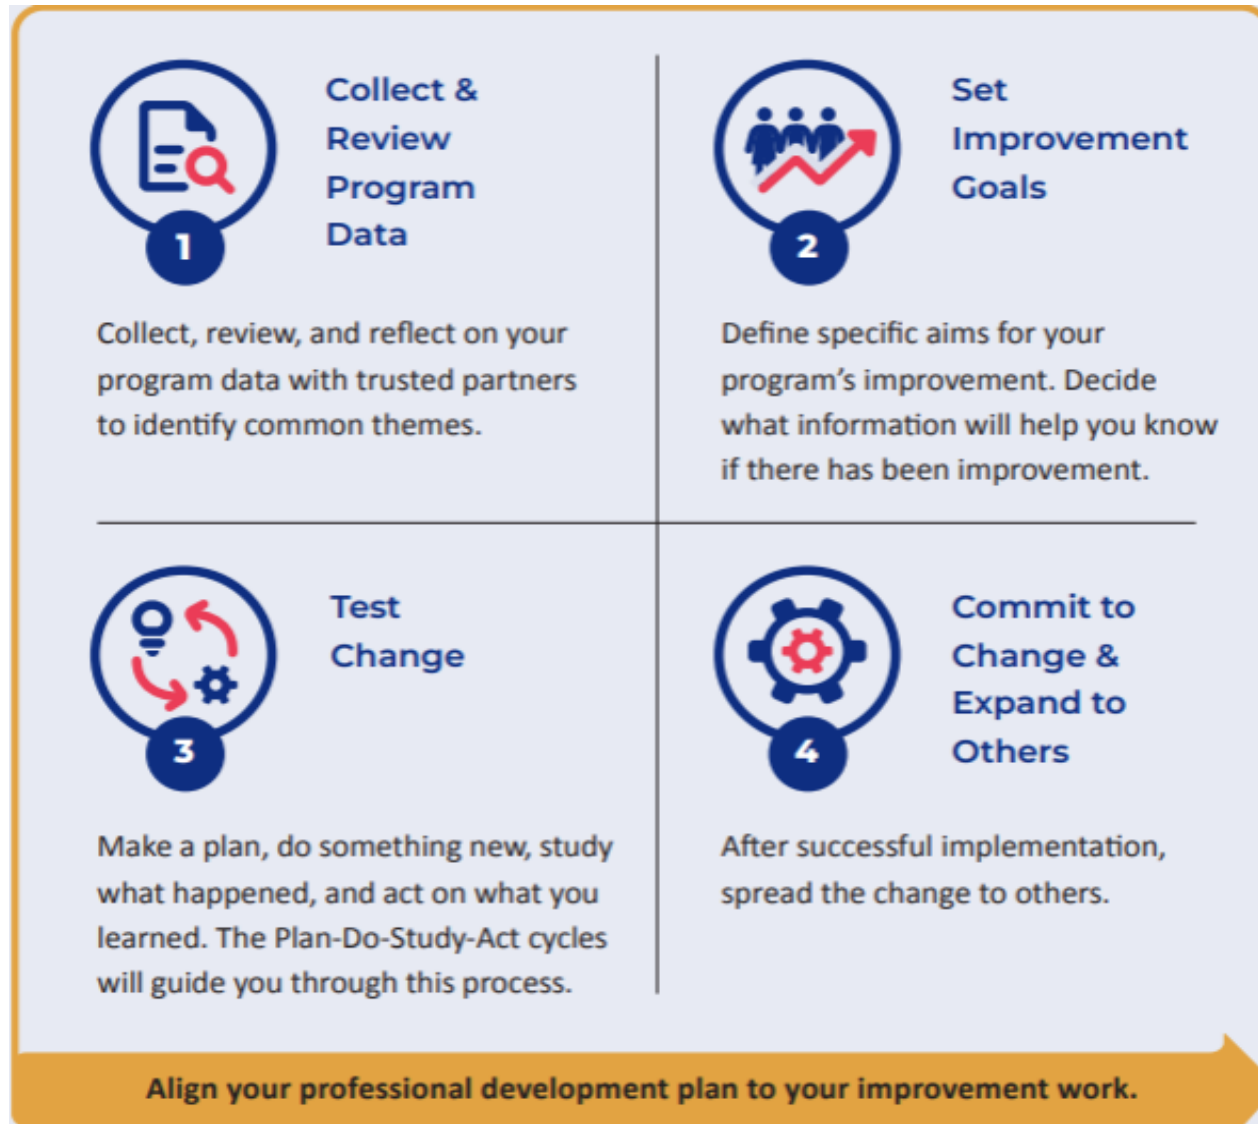 1
Collect &
Review
Program
Data
Collect, review, and reflect on your
program data with trusted partners
to identify common themes.
2
Set
Improvement
Goals
Define specific aims for your
program’s improvement. Decide
what information will help you know
if there has been improvement.
3
Test
Change
Make a plan, do something new, study
what happened, and act on what you
learned. The Plan-Do-Study-Act cycles
will guide you through this process.
4
Commit to
Change &
Expand to
Others
After successful implementation,
spread the change to others.
Align your professional development plan to your improvement work.